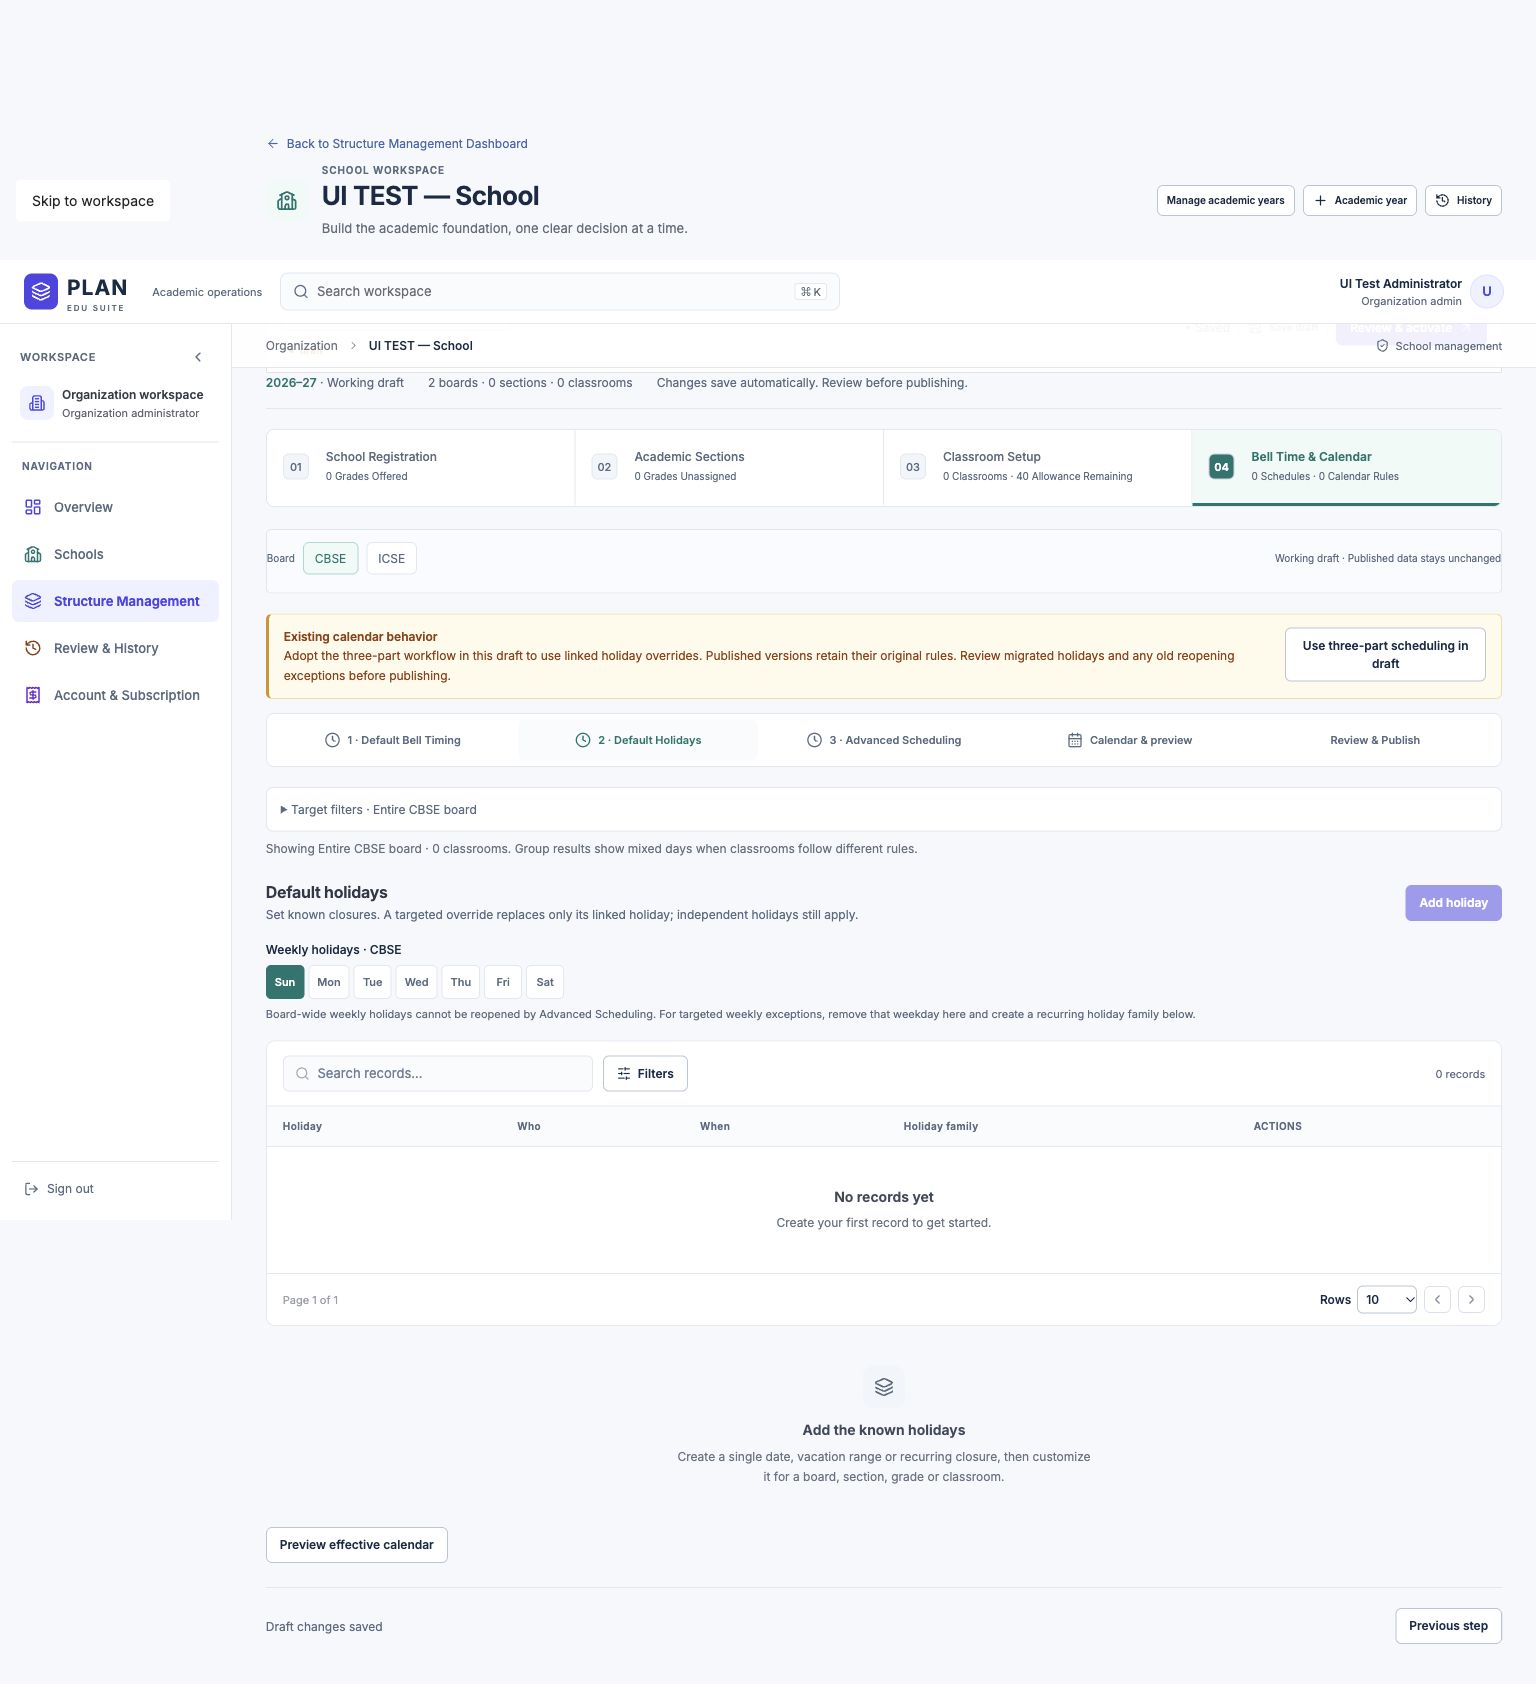 Back to Structure Management Dashboard
SCHOOL WORKSPACE
Skip to workspace
UI TEST — School
Build the academic foundation, one clear decision at a time.
Manage academic years
Academic year
History
PLAN
EDU SUITE
Academic operations
Search workspace
⌘ K
UI Test Administrator
Organization admin
U
Saved
Save draft
Review & activate
WORKSPACE
Organization
UI TEST — School
School management
Organization workspace
Organization administrator
NAVIGATION
Overview
Schools
Structure Management
Review & History
Account & Subscription
Sign out
2026–27 · Working draft
2 boards · 0 sections · 0 classrooms
Changes save automatically. Review before publishing.
01
School Registration
0 Grades Offered
02
Academic Sections
0 Grades Unassigned
03
Classroom Setup
0 Classrooms · 40 Allowance Remaining
04
Bell Time & Calendar
0 Schedules · 0 Calendar Rules
Board
CBSE
ICSE
Working draft · Published data stays unchanged
Existing calendar behavior
Adopt the three-part workflow in this draft to use linked holiday overrides. Published versions retain their original rules. Review migrated holidays and any old reopening
exceptions before publishing.
Use three-part scheduling in
draft
1 · Default Bell Timing
2 · Default Holidays
3 · Advanced Scheduling
Calendar & preview
Review & Publish
Target filters · Entire CBSE board
Showing Entire CBSE board · 0 classrooms. Group results show mixed days when classrooms follow different rules.
Default holidays
Set known closures. A targeted override replaces only its linked holiday; independent holidays still apply.
Add holiday
Weekly holidays · CBSE
Sun
Mon
Tue
Wed
Thu
Fri
Sat
Board-wide weekly holidays cannot be reopened by Advanced Scheduling. For targeted weekly exceptions, remove that weekday here and create a recurring holiday family below.
Search records...
Filters
0 records
Holiday
Who
When
Holiday family
ACTIONS
No records yet
Create your first record to get started.
Page 1 of 1
Rows
10
Add the known holidays
Create a single date, vacation range or recurring closure, then customize
it for a board, section, grade or classroom.
Preview effective calendar
Draft changes saved
Previous step